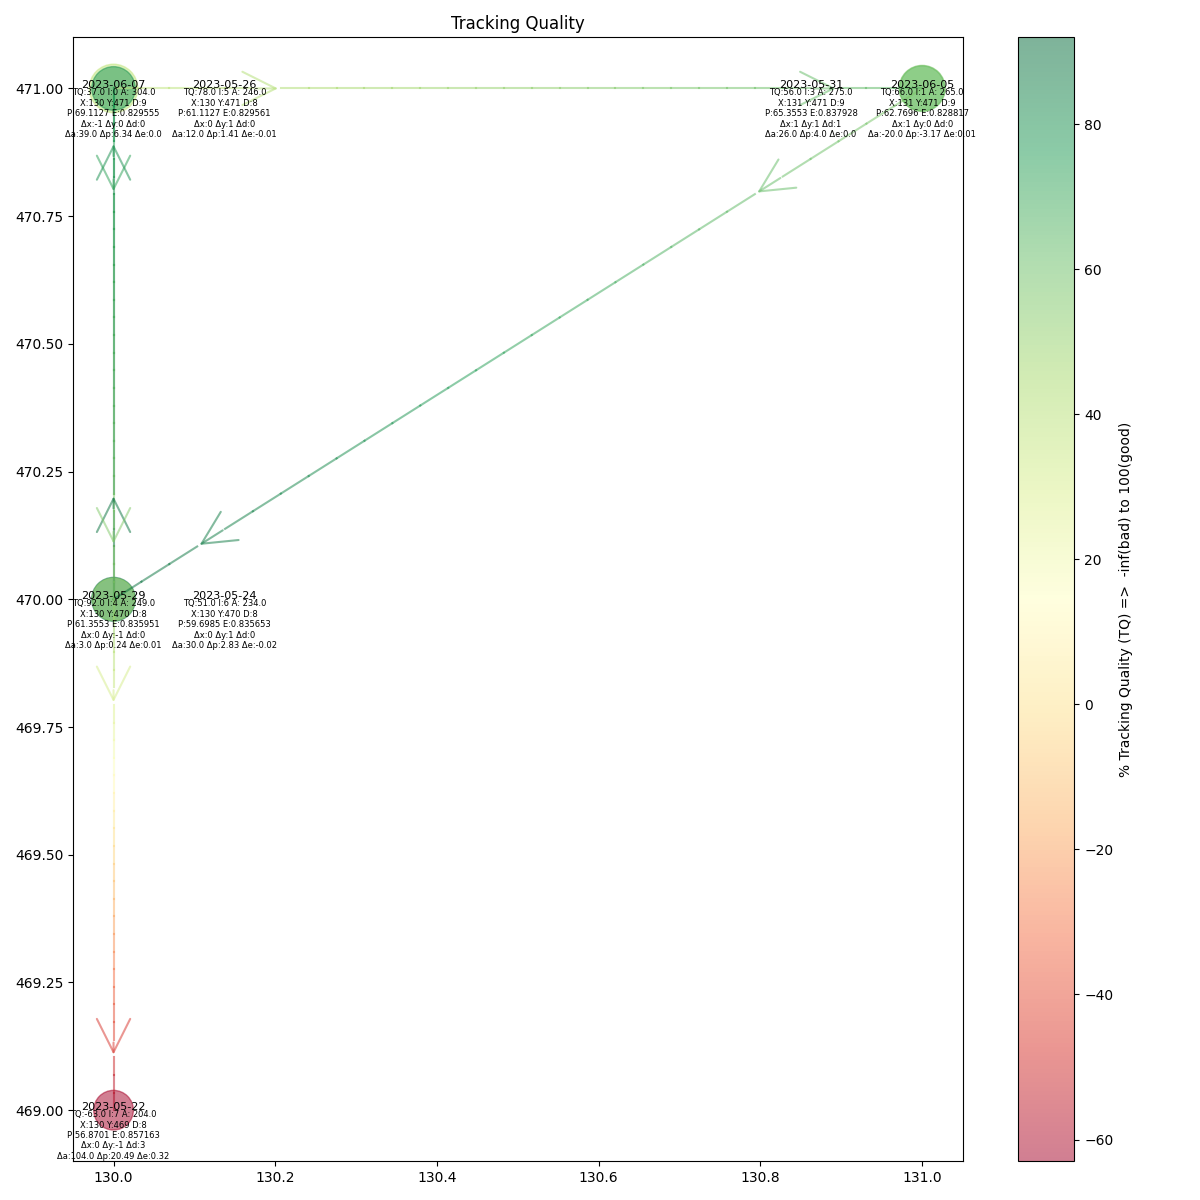 Tracking Quality
471.00
470.75
470.50
470.25
470.00
469.75
469.50
469.25
469.00
2023-06-07
TQ:37.0 I:0 A: 304.0
X:130 Y:471 D:9
P:69.1127 E:0.829555
Δx:-1 Δy:0 Δd:0
Δa:39.0 Δp:6.34 Δe:0.0
2023-05-26
TQ:78.0 I:5 A: 246.0
X:130 Y:471 D:8
P:61.1127 E:0.829561
Δx:0 Δy:1 Δd:0
Δa:12.0 Δp:1.41 Δe:-0.01
2023-05-31
TQ:56.0 I:3 A: 275.0
X:131 Y:471 D:9
P:65.3553 E:0.837928
Δx:1 Δy:1 Δd:1
Δa:26.0 Δp:4.0 Δe:0.0
2023-06-05
TQ:66.0 I:1 A: 265.0
X:131 Y:471 D:9
P:62.7696 E:0.828817
Δx:1 Δy:0 Δd:0
Δa:-20.0 Δp:-3.17 Δe:0.01
2023-05-29
TQ:92.0 I:4 A: 249.0
X:130 Y:470 D:8
P:61.3553 E:0.835951
Δx:0 Δy:-1 Δd:0
Δa:3.0 Δp:0.24 Δe:0.01
2023-05-24
TQ:51.0 I:6 A: 234.0
X:130 Y:470 D:8
P:59.6985 E:0.835653
Δx:0 Δy:1 Δd:0
Δa:30.0 Δp:2.83 Δe:-0.02
2023-05-22
TQ:-63.0 I:7 A: 204.0
X:130 Y:469 D:8
P:56.8701 E:0.857163
Δx:0 Δy:-1 Δd:3
Δa:104.0 Δp:20.49 Δe:0.32
130.0 130.2 130.4 130.6 130.8 131.0
80
60
40
20
0
−20
−40
−60
% Tracking Quality (TQ) => -inf(bad) to 100(good)